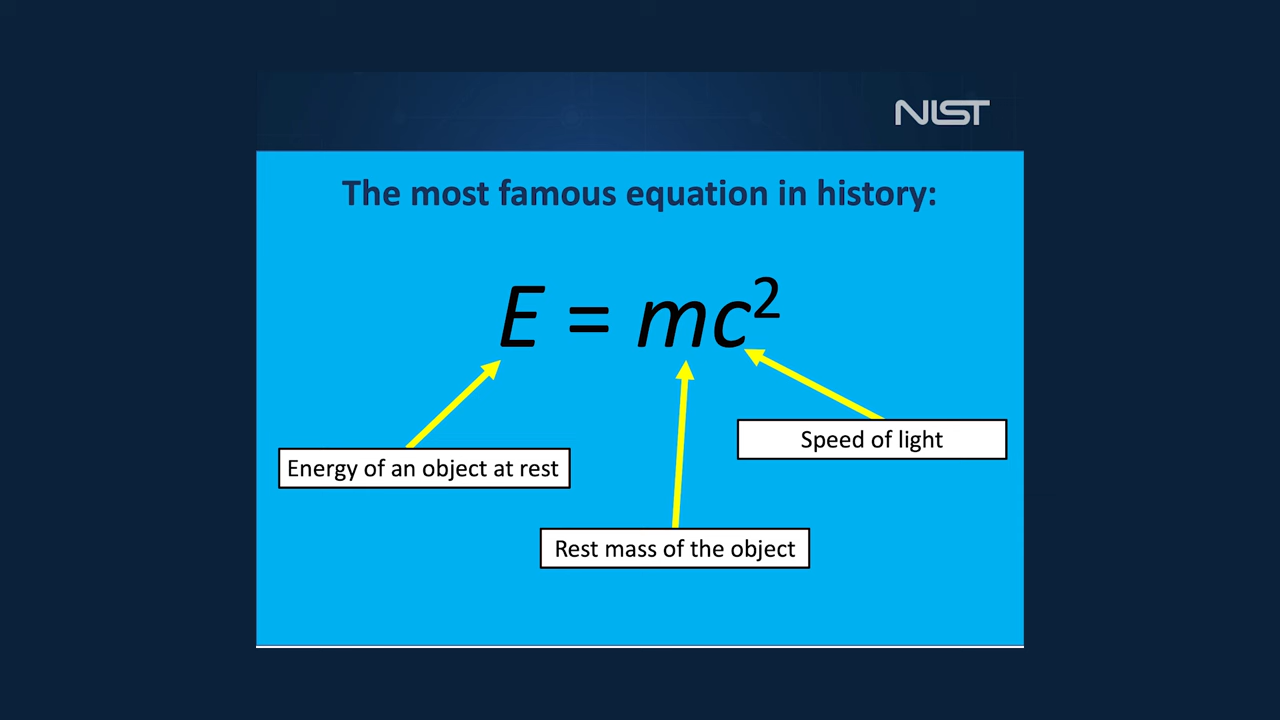 NIST
The most famous equation in history:
E = mc²
Speed of light
Energy of an object at rest
Rest mass of the object